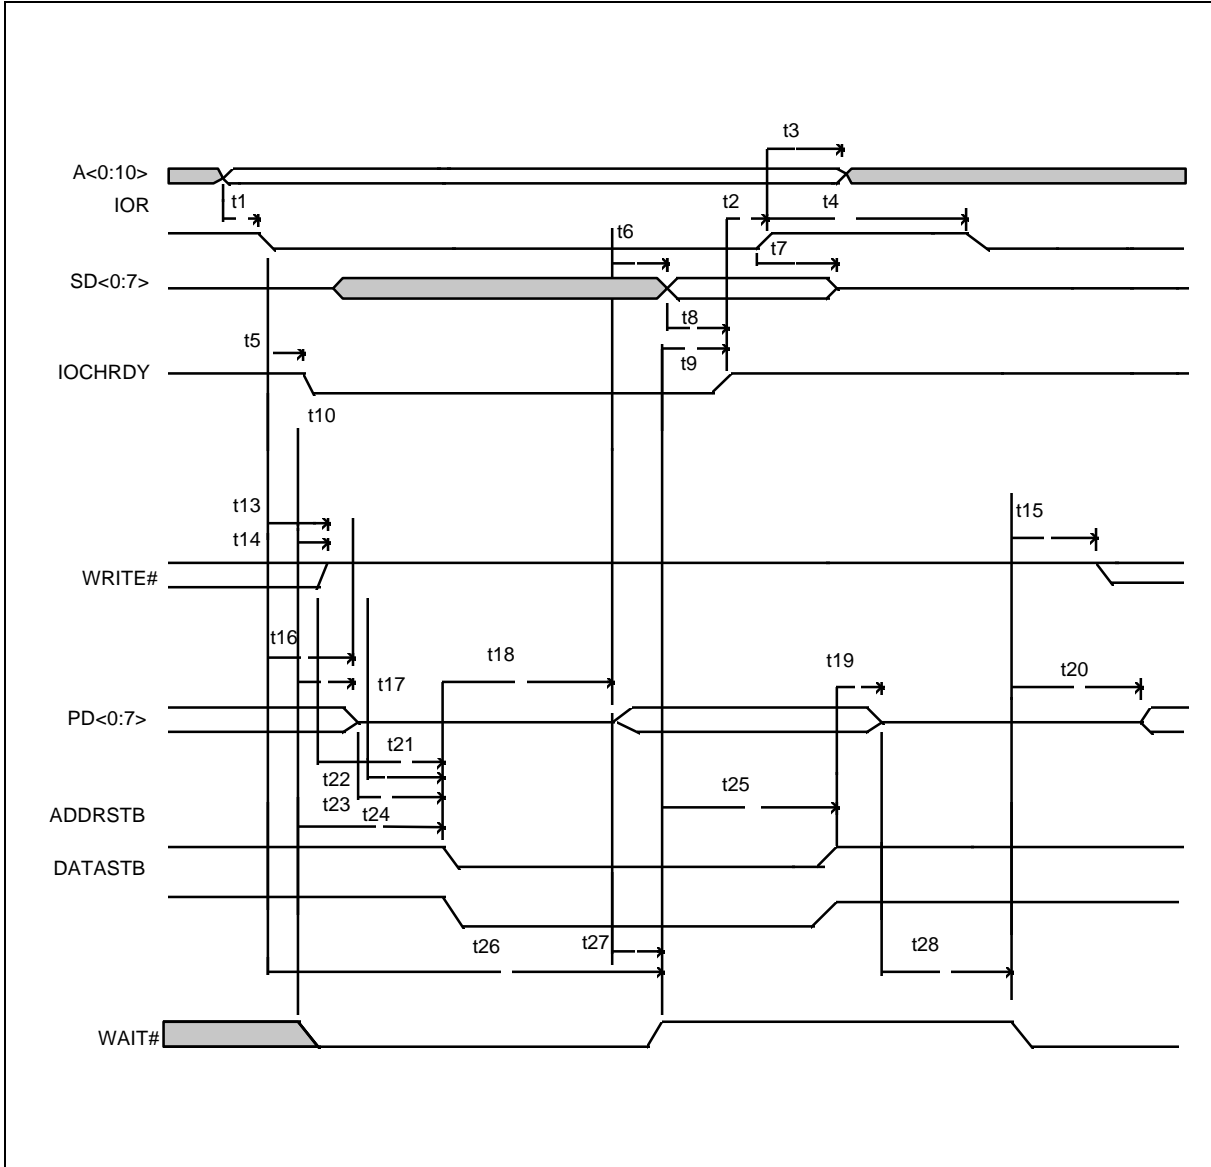 t3
A<0:10>
IOR
t1
t2
t4
t6
t7
SD<0:7>
t8
t5
t9
IOCHRDY
t10
t13
t14
t15
WRITE#
t16
t17
t18
t19
t20
PD<0:7>
t21
t22
t23
t24
t25
ADDRSTB
DATASTB
t26
t27
t28
WAIT#